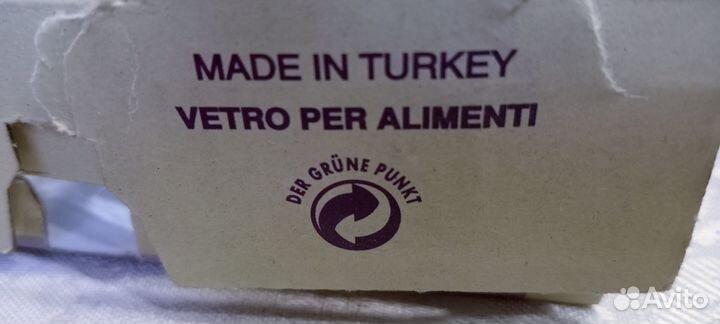 MADE IN TURKEY
VETRO PER ALIMENTI
DER GRÜNE PUNKT
Avito